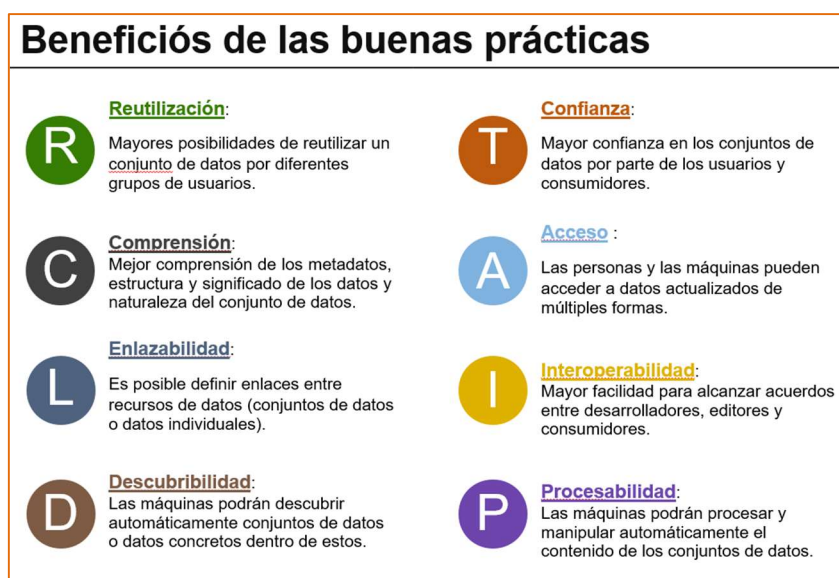 Beneficiós de las buenas prácticas
R
Reutilización:
Mayores posibilidades de reutilizar un
conjunto de datos por diferentes
grupos de usuarios.
C
Comprensión:
Mejor comprensión de los metadatos,
estructura y significado de los datos y
naturaleza del conjunto de datos.
L
Enlazabilidad:
Es posible definir enlaces entre
recursos de datos (conjuntos de datos
o datos individuales).
D
Descubribilidad:
Las máquinas podrán descubrir
automáticamente conjuntos de datos
o datos concretos dentro de estos.
T
Confianza:
Mayor confianza en los conjuntos de
datos por parte de los usuarios y
consumidores.
A
Acceso :
Las personas y las máquinas pueden
acceder a datos actualizados de
múltiples formas.
I
Interoperabilidad:
Mayor facilidad para alcanzar acuerdos
entre desarrolladores, editores y
consumidores.
P
Procesabilidad:
Las máquinas podrán procesar y
manipular automáticamente el
contenido de los conjuntos de datos.